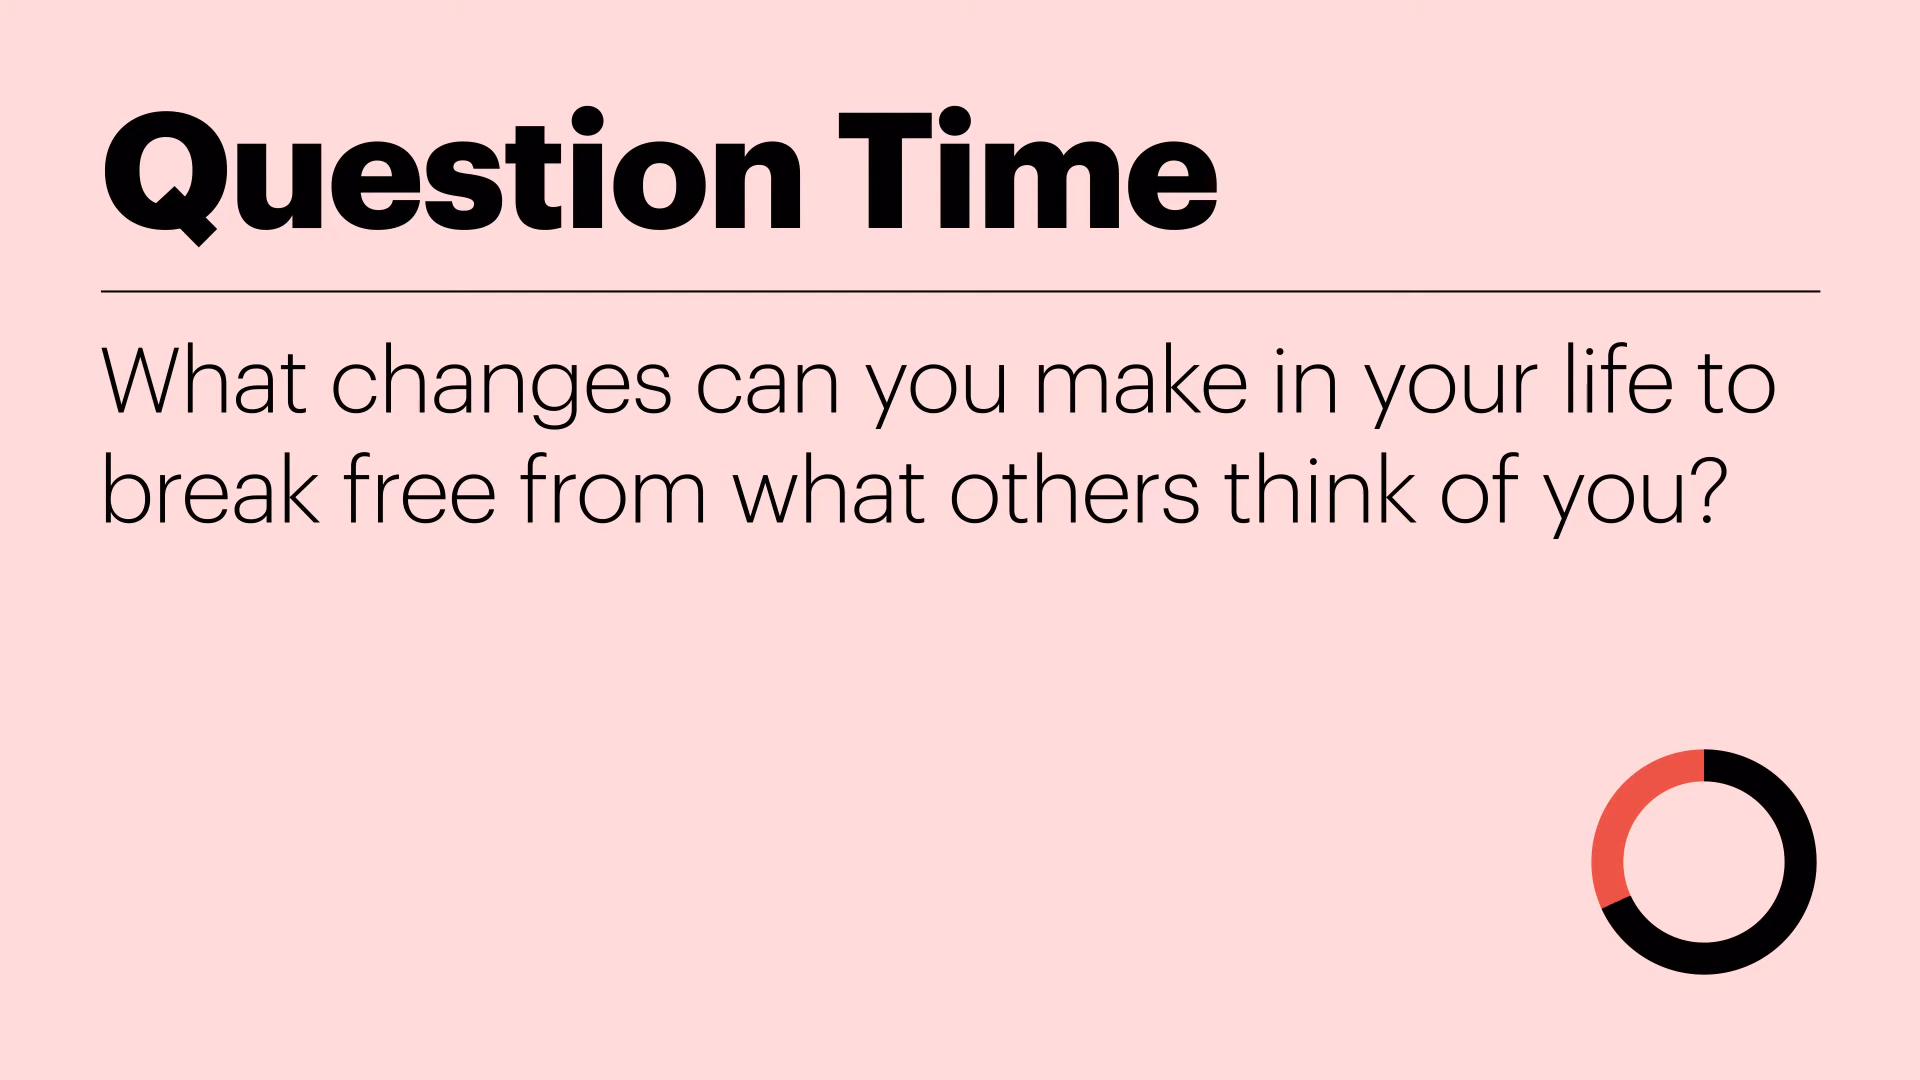 Question Time
What changes can you make in your life to
break free from what others think of you?